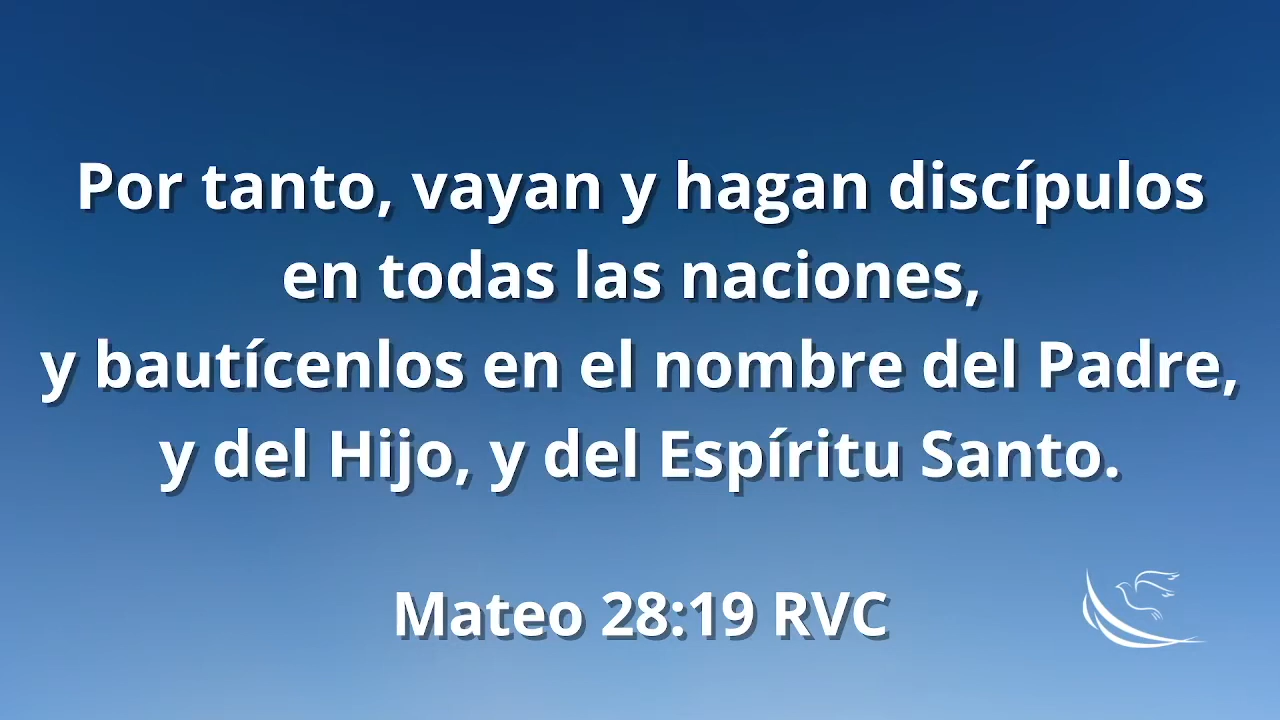 Por tanto, vayan y hagan discípulos
en todas las naciones,
y bautícenlos en el nombre del Padre,
y del Hijo, y del Espíritu Santo.
Mateo 28:19 RVC